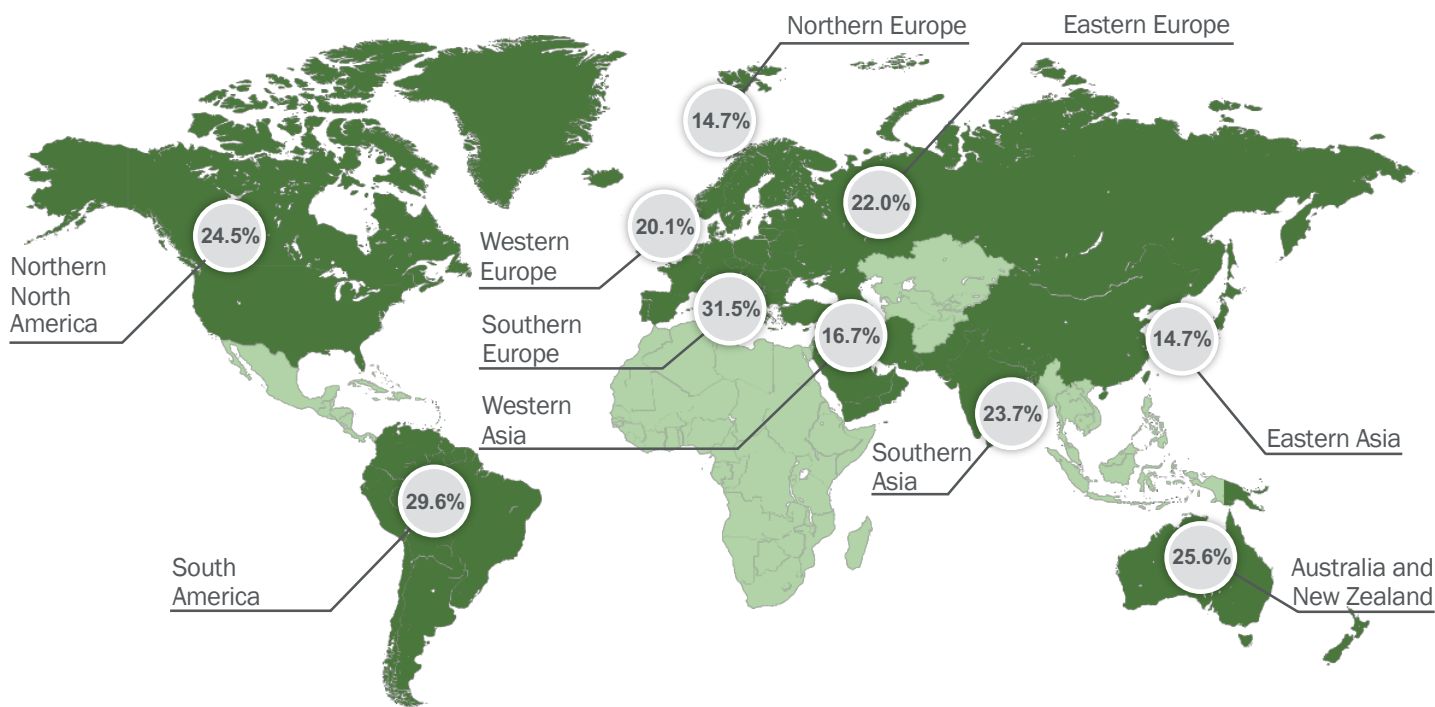 Northern Europe
Eastern Europe
14.7%
22.0%
24.5%
20.1%
Western
Europe
Northern
North
America
31.5%
Southern
Europe
16.7%
14.7%
Western
Asia
23.7%
Eastern Asia
Southern
Asia
29.6%
25.6%
South
America
Australia and
New Zealand